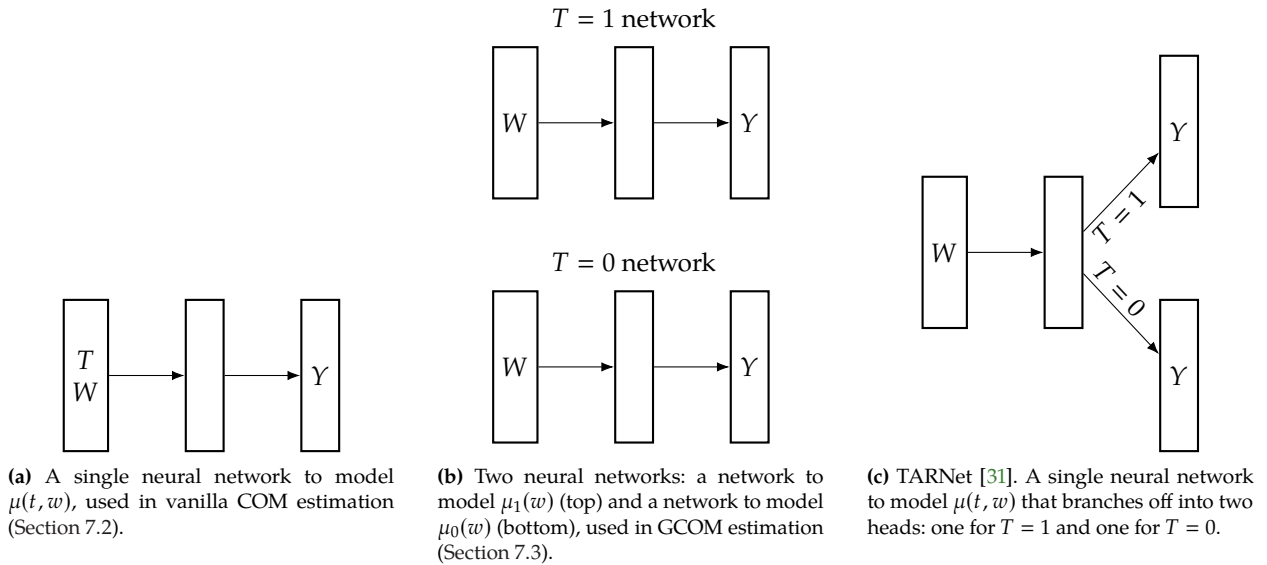 T
W
Y
(a) A single neural network to model
μ(t, w), used in vanilla COM estimation
(Section 7.2).
T = 1 network
W
Y
T = 0 network
W
Y
(b) Two neural networks: a network to
model μ₁(w) (top) and a network to model
μ₀(w) (bottom), used in GCOM estimation
(Section 7.3).
W
T = 1
Y
T = 0
Y
(c) TARNet [31]. A single neural network
to model μ(t, w) that branches off into two
heads: one for T = 1 and one for T = 0.